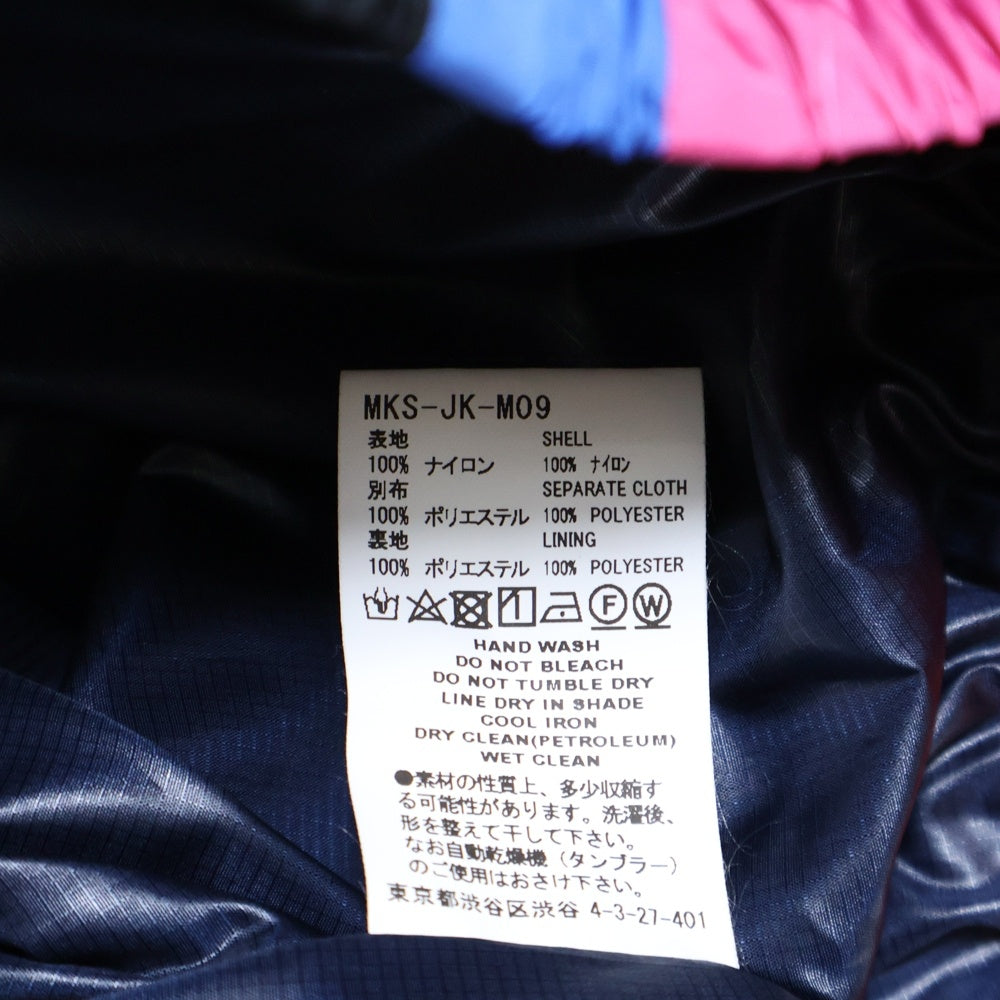 MKS-JK-M09
表地 SHELL
100% ナイロン 100% ナイロン
別布 SEPARATE CLOTH
100% ポリエステル 100% POLYESTER
裏地 LINING
100% ポリエステル 100% POLYESTER
F W
HAND WASH
DO NOT BLEACH
DO NOT TUMBLE DRY
LINE DRY IN SHADE
COOL IRON
DRY CLEAN(PETROLEUM)
WET CLEAN
●素材の性質上、多少収縮す
る可能性があります。洗濯後、
形を整えて干して下さい。
なお自動乾燥機（タンブラー）
のご使用はおさけ下さい。
東京都渋谷区渋谷 4-3-27-401